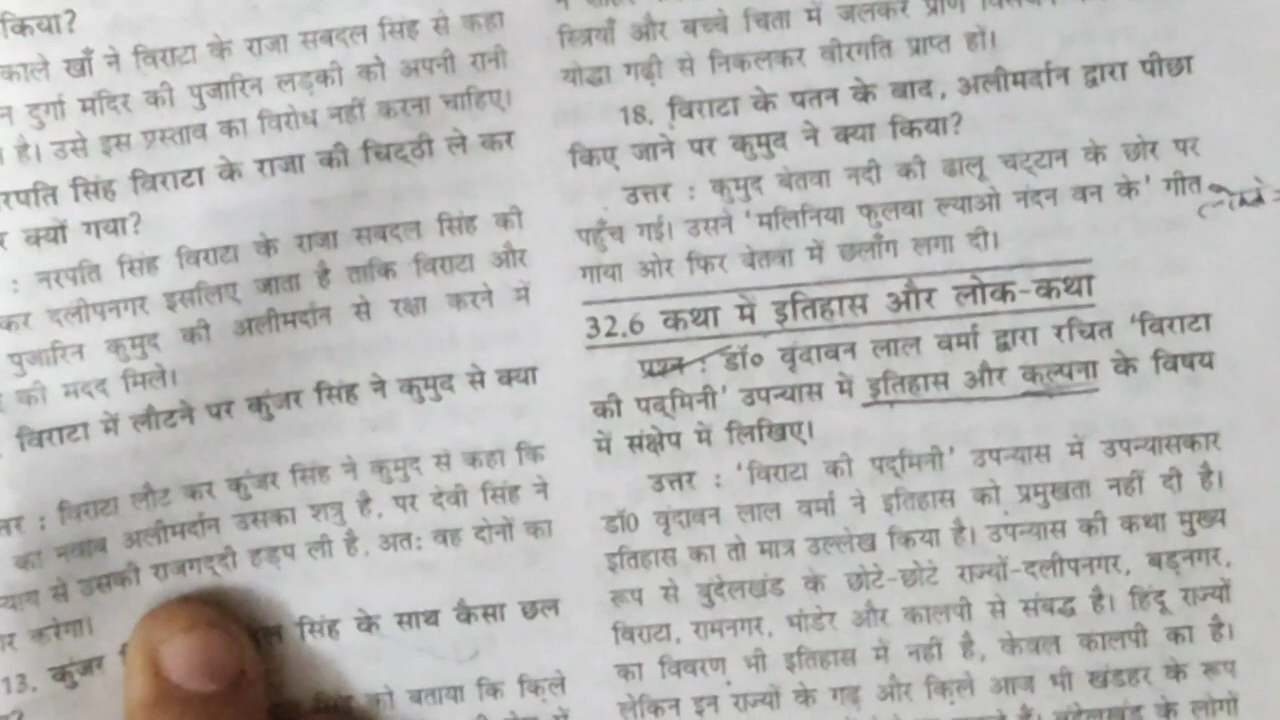 किया?
काले खाँ ने विराटा के राजा सबदल सिंह से कहा
दुर्गा मंदिर की पुजारिन लड़की को अपनी रानी
है। उसे इस प्रस्ताव का विरोध नहीं करना चाहिए।
सिंह विराटा के राजा की चिट्ठी ले कर
क्यों गया?
: नरपति सिंह विराटा के राजा सबदल सिंह की
कर दलीपनगर इसलिए जाता है ताकि विराटा और
पुजारिन कुमुद की अलीमर्दान से रक्षा करने में
की मदद मिले।
विराटा में लौटने पर कुंजर सिंह ने कुमुद से क्या
: विराटा लौट कर कुंजर सिंह ने कुमुद से कहा कि
का नवाब अलीमर्दान उसका शत्रु है, पर देवी सिंह ने
से उसकी राजगद्दी हड़प ली है, अतः वह दोनों का
करेगा।
13. कुंजर सिंह के साथ कैसा छल
को बताया कि किले
स्त्रियाँ और बच्चे चिता में जलकर प्राण
योद्धा गढ़ी से निकलकर वीरगति प्राप्त हों।
18. विराटा के पतन के बाद, अलीमर्दान द्वारा पीछा
किए जाने पर कुमुद ने क्या किया?
उत्तर : कुमुद बेतवा नदी की ढालू चट्टान के छोर पर
पहुँच गई। उसने 'मलिनिया फुलवा ल्याओ नंदन वन के' गीत
गाया ओर फिर बेतवा में छलाँग लगा दी।
32.6 कथा में इतिहास और लोक-कथा
प्रश्न : डॉ० वृंदावन लाल वर्मा द्वारा रचित 'विराटा
की पद्मिनी' उपन्यास में इतिहास और कल्पना के विषय
में संक्षेप में लिखिए।
उत्तर : 'विराटा की पद्मिनी' उपन्यास में उपन्यासकार
डॉ0 वृंदावन लाल वर्मा ने इतिहास को प्रमुखता नहीं दी है।
इतिहास का तो मात्र उल्लेख किया है। उपन्यास की कथा मुख्य
रूप से बुंदेलखंड के छोटे-छोटे राज्यों-दलीपनगर, बड़नगर,
विराटा, रामनगर, भांडेर और कालपी से संबद्ध है। हिंदू राज्यों
का विवरण भी इतिहास में नहीं है, केवल कालपी का है।
लेकिन इन राज्यों के गढ़ और किले आज भी खंडहर के रूप
के लोगों